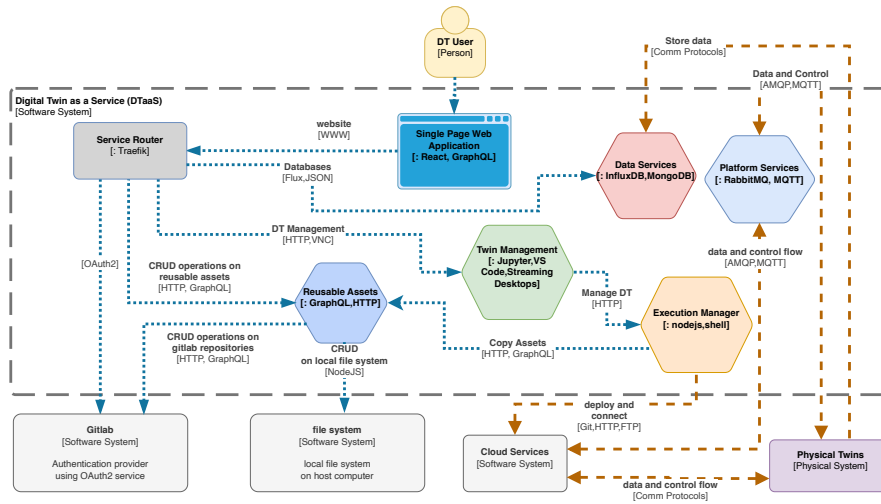 DT User
[Person]
Store data
[Comm Protocols]
Data and Control
[AMQP,MQTT]
Digital Twin as a Service (DTaaS)
[Software System]
website
[WWW]
Service Router
[: Traefik]
Single Page Web
Application
[: React, GraphQL]
Databases
[Flux,JSON]
Data Services
[: InfluxDB,MongoDB]
Platform Services
[: RabbitMQ, MQTT]
DT Management
[HTTP,VNC]
[OAuth2]
Twin Management
[: Jupyter,VS
Code,Streaming
Desktops]
data and control flow
[AMQP,MQTT]
CRUD operations on
reusable assets
[HTTP, GraphQL]
Reusable Assets
[: GraphQL,HTTP]
Manage DT
[HTTP]
Execution Manager
[: nodejs,shell]
CRUD operations on
gitlab repositories
[HTTP, GraphQL]
CRUD
on local file system
[NodeJS]
Copy Assets
[HTTP, GraphQL]
deploy and
connect
[Git,HTTP,FTP]
Gitlab
[Software System]
Authentication provider
using OAuth2 service
file system
[Software System]
local file system
on host computer
Cloud Services
[Software System]
Physical Twins
[Physical System]
data and control flow
[Comm Protocols]